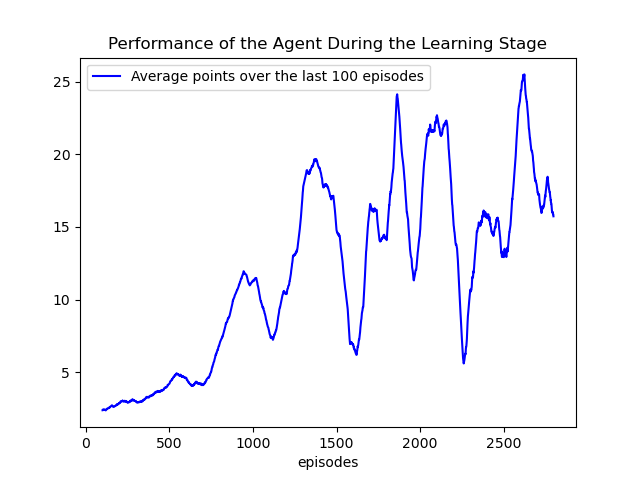 Performance of the Agent During the Learning Stage
Average points over the last 100 episodes
25
20
15
10
5
0 500 1000 1500 2000 2500
episodes